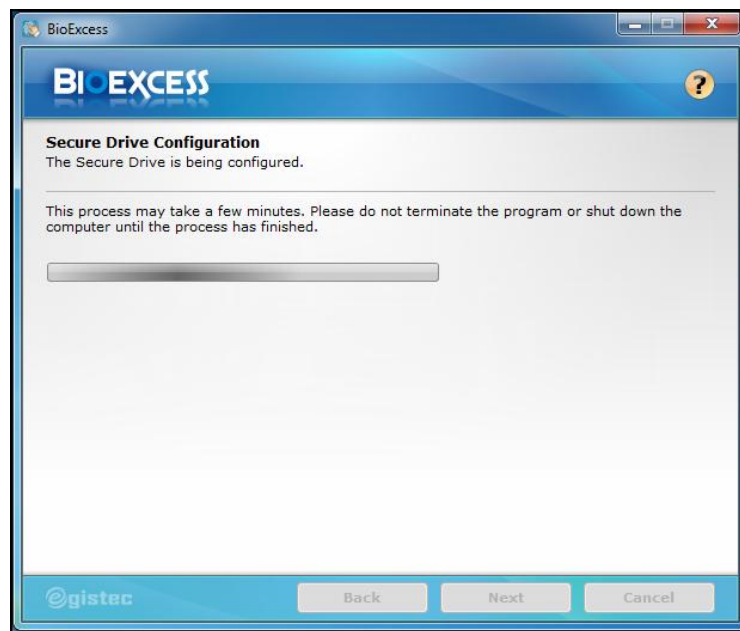 BioExcess
BIOEXCESS
?
Secure Drive Configuration
The Secure Drive is being configured.
This process may take a few minutes. Please do not terminate the program or shut down the
computer until the process has finished.
egistec
Back Next Cancel